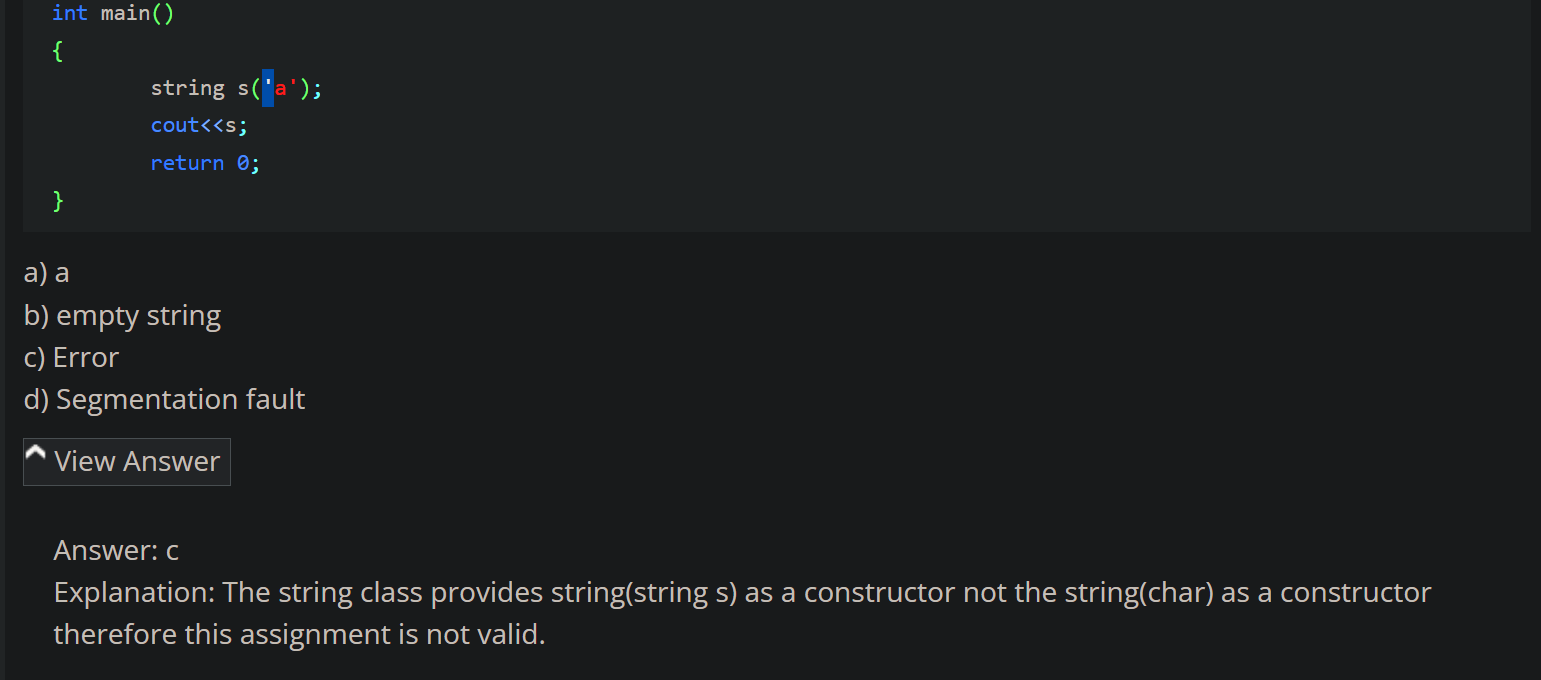 int main()
{
string s('a');
cout<<s;
return 0;
}
a) a
b) empty string
c) Error
d) Segmentation fault
View Answer
Answer: c
Explanation: The string class provides string(string s) as a constructor not the string(char) as a constructor
therefore this assignment is not valid.